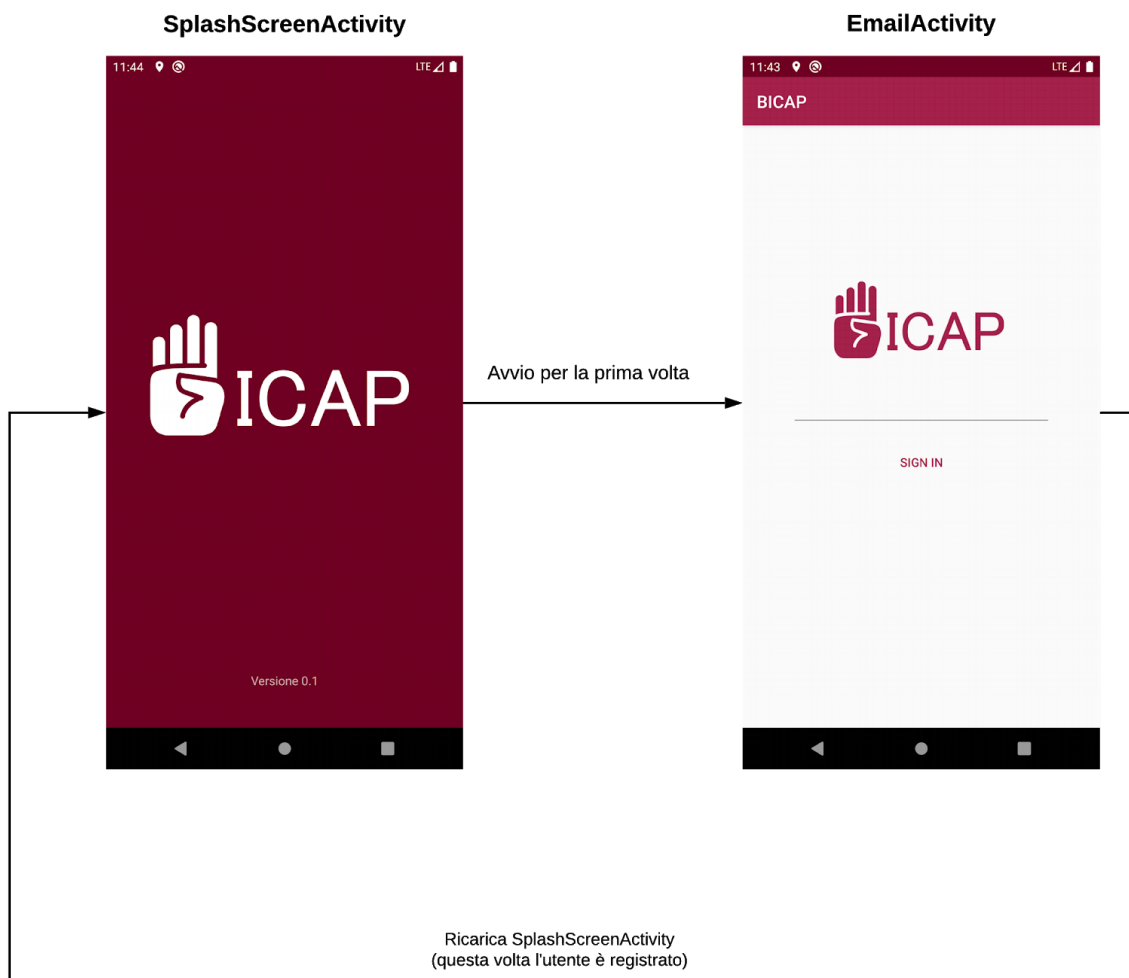 SplashScreenActivity
EmailActivity
11:44
LTE
11:43
LTE
BICAP
ICAP
ICAP
Avvio per la prima volta
SIGN IN
Versione 0.1
Ricarica SplashScreenActivity
(questa volta l'utente è registrato)